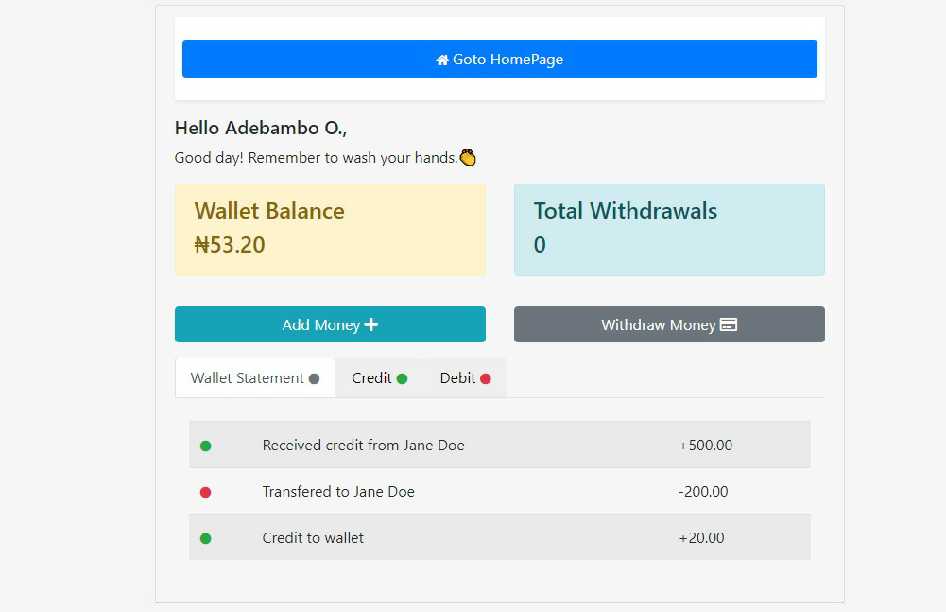 Goto HomePage
Hello Adebambo O.,
Good day! Remember to wash your hands.👏
Wallet Balance
₦53.20
Total Withdrawals
0
Add Money
Withdraw Money
Wallet Statement
Credit
Debit
Received credit from Jane Doe +500.00
Transfered to Jane Doe -200.00
Credit to wallet +20.00